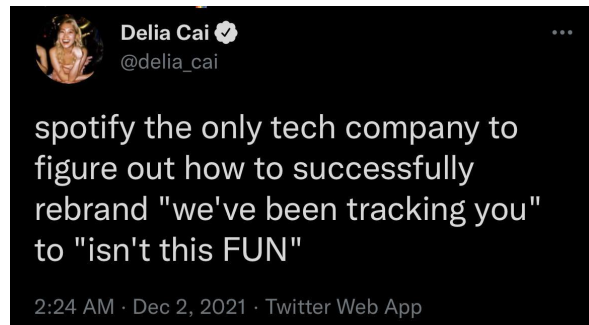 Delia Cai
@delia_cai
spotify the only tech company to
figure out how to successfully
rebrand "we've been tracking you"
to "isn't this FUN"
2:24 AM · Dec 2, 2021 · Twitter Web App